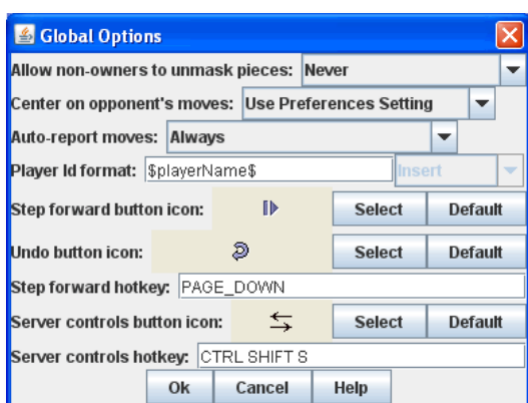 Global Options
Allow non-owners to unmask pieces: Never
Center on opponent's moves: Use Preferences Setting
Auto-report moves: Always
Player Id format: $playerName$ Insert
Step forward button icon: Select Default
Undo button icon: Select Default
Step forward hotkey: PAGE_DOWN
Server controls button icon: Select Default
Server controls hotkey: CTRL SHIFT S
Ok Cancel Help